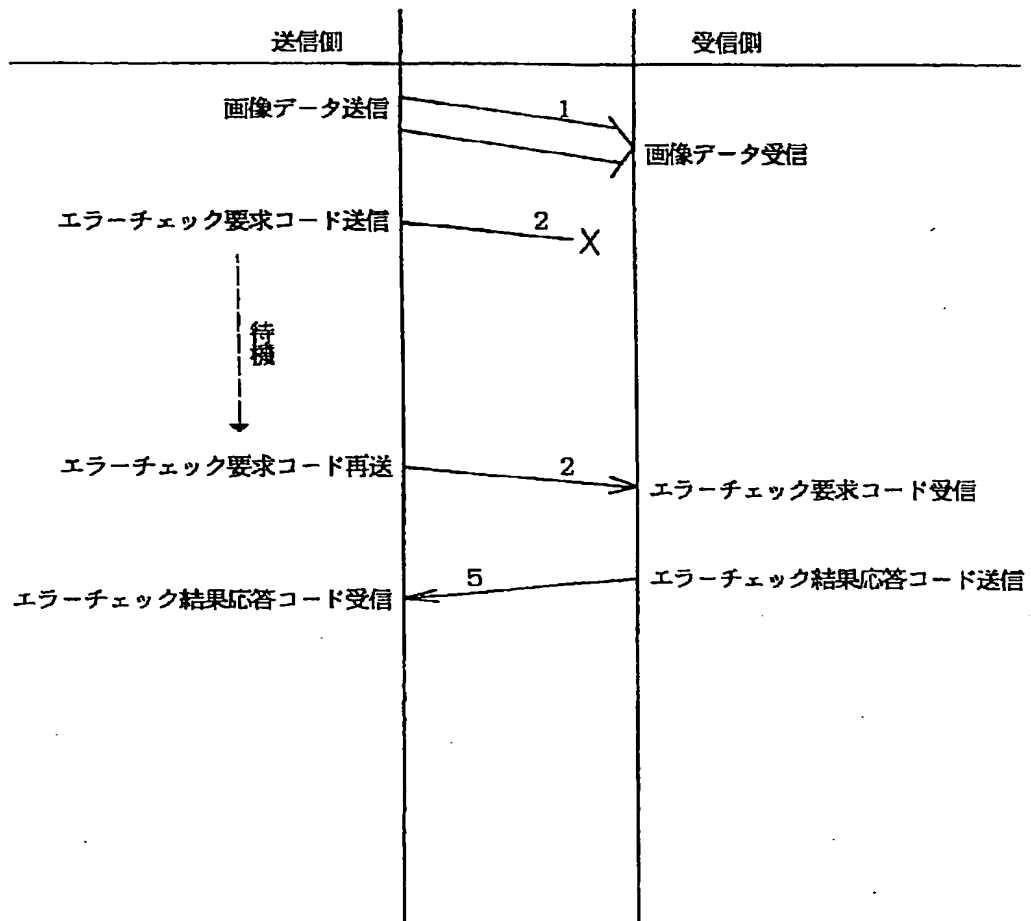 送信側
受信側
画像データ送信
1
画像データ受信
エラーチェック要求コード送信
2
X
待機
エラーチェック要求コード再送
2
エラーチェック要求コード受信
5
エラーチェック結果応答コード送信
エラーチェック結果応答コード受信